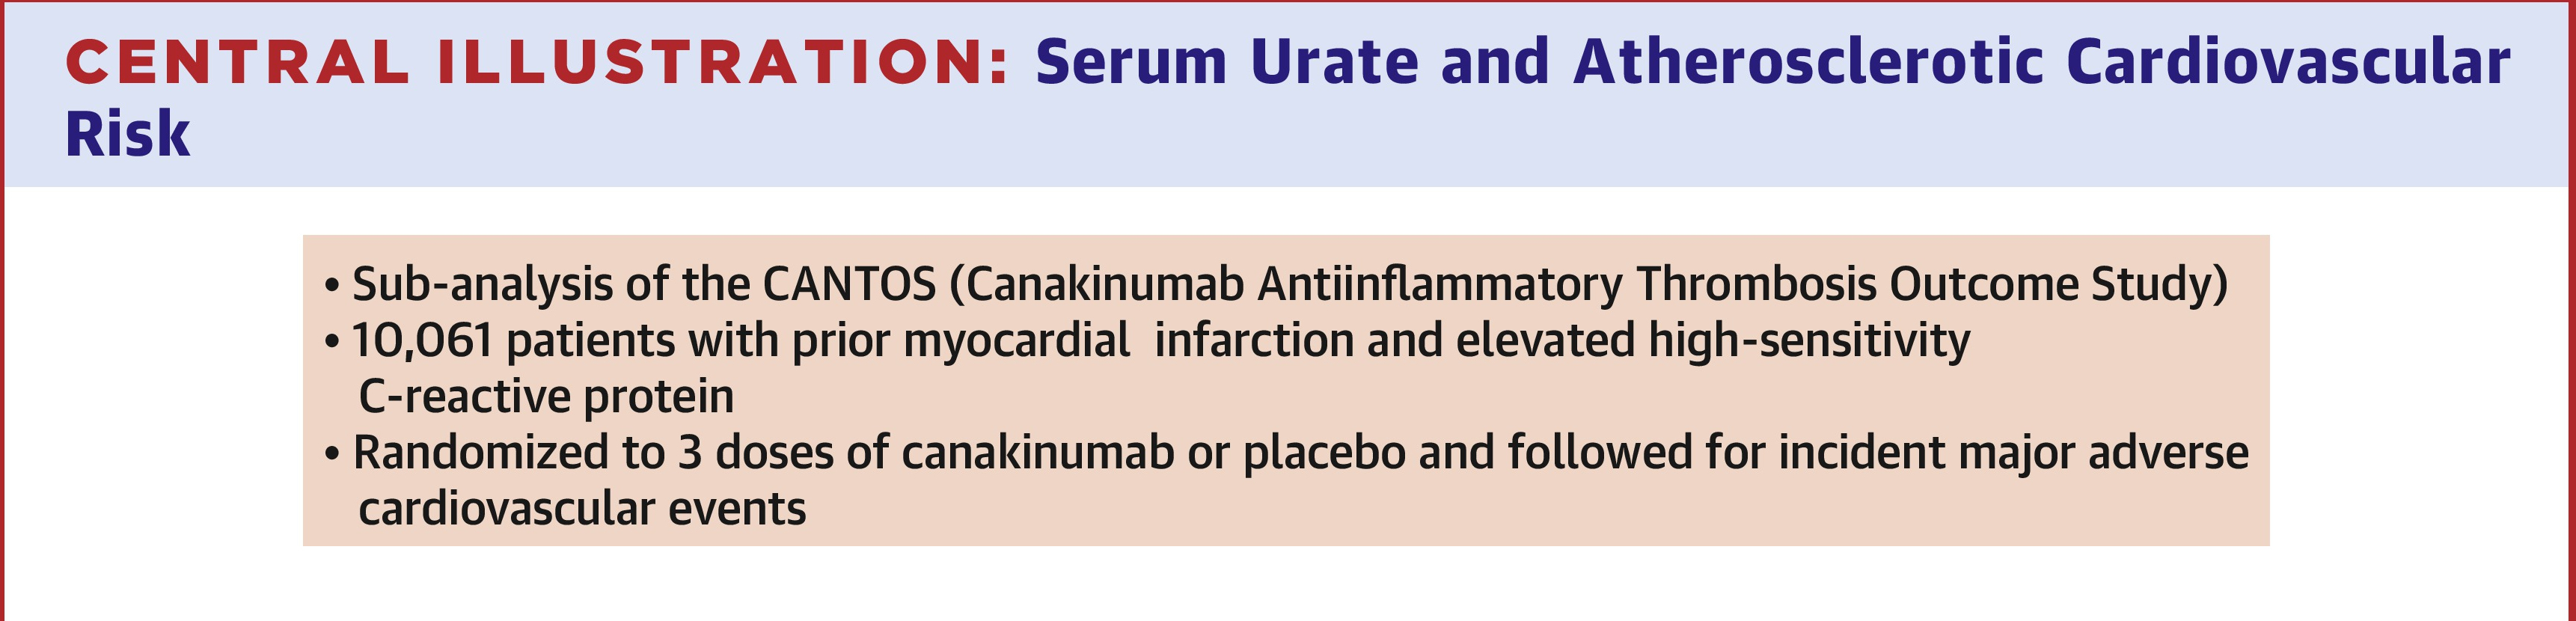 CENTRAL ILLUSTRATION: Serum Urate and Atherosclerotic Cardiovascular
Risk
• Sub-analysis of the CANTOS (Canakinumab Antiinflammatory Thrombosis Outcome Study)
• 10,061 patients with prior myocardial infarction and elevated high-sensitivity
C-reactive protein
• Randomized to 3 doses of canakinumab or placebo and followed for incident major adverse
cardiovascular events